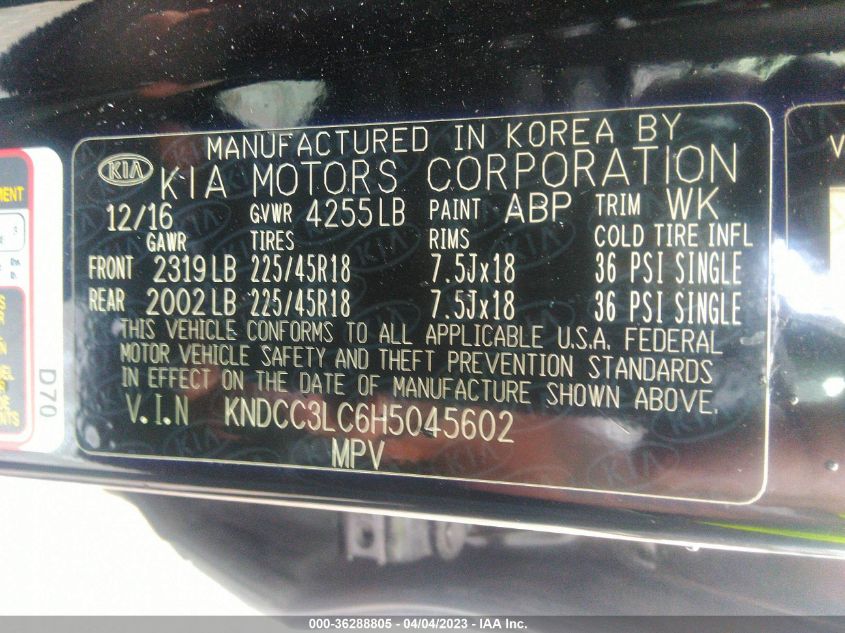 MANUFACTURED IN KOREA BY
KIA KIA MOTORS CORPORATION
12/16 GVWR 4255LB PAINT ABP TRIM WK
GAWR TIRES RIMS COLD TIRE INFL
FRONT 2319LB 225/45R18 7.5Jx18 36 PSI SINGLE
REAR 2002LB 225/45R18 7.5Jx18 36 PSI SINGLE
THIS VEHICLE CONFORMS TO ALL APPLICABLE U.S.A. FEDERAL
MOTOR VEHICLE SAFETY AND THEFT PREVENTION STANDARDS
IN EFFECT ON THE DATE OF MANUFACTURE SHOWN ABOVE.
V.I.N KNDCC3LC6H5045602
MPV
D70
000-36288805 - 04/04/2023 - IAA Inc.